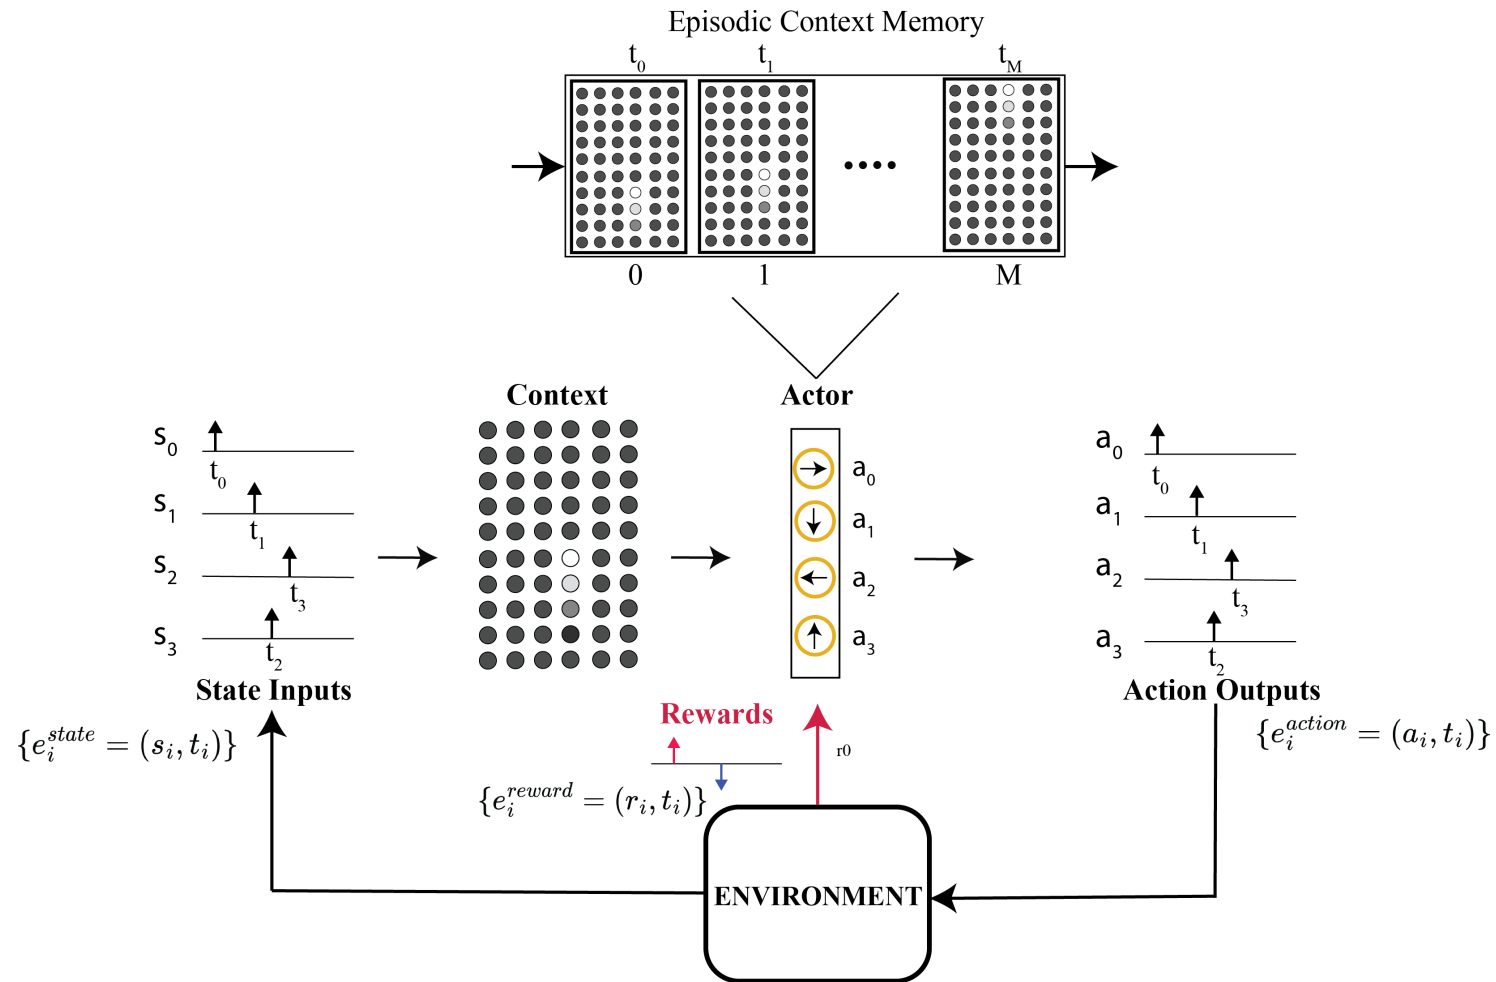 Episodic Context Memory
t0 t1 tM
0 1 M
Context Actor
s0
t0
s1
t1
s2
t3
s3
t2
State Inputs
{e_i^{state} = (s_i, t_i)}
a0
a1
a2
a3
a0
t0
a1
t1
a2
t3
a3
t2
Action Outputs
{e_i^{action} = (a_i, t_i)}
Rewards
r0
{e_i^{reward} = (r_i, t_i)}
ENVIRONMENT